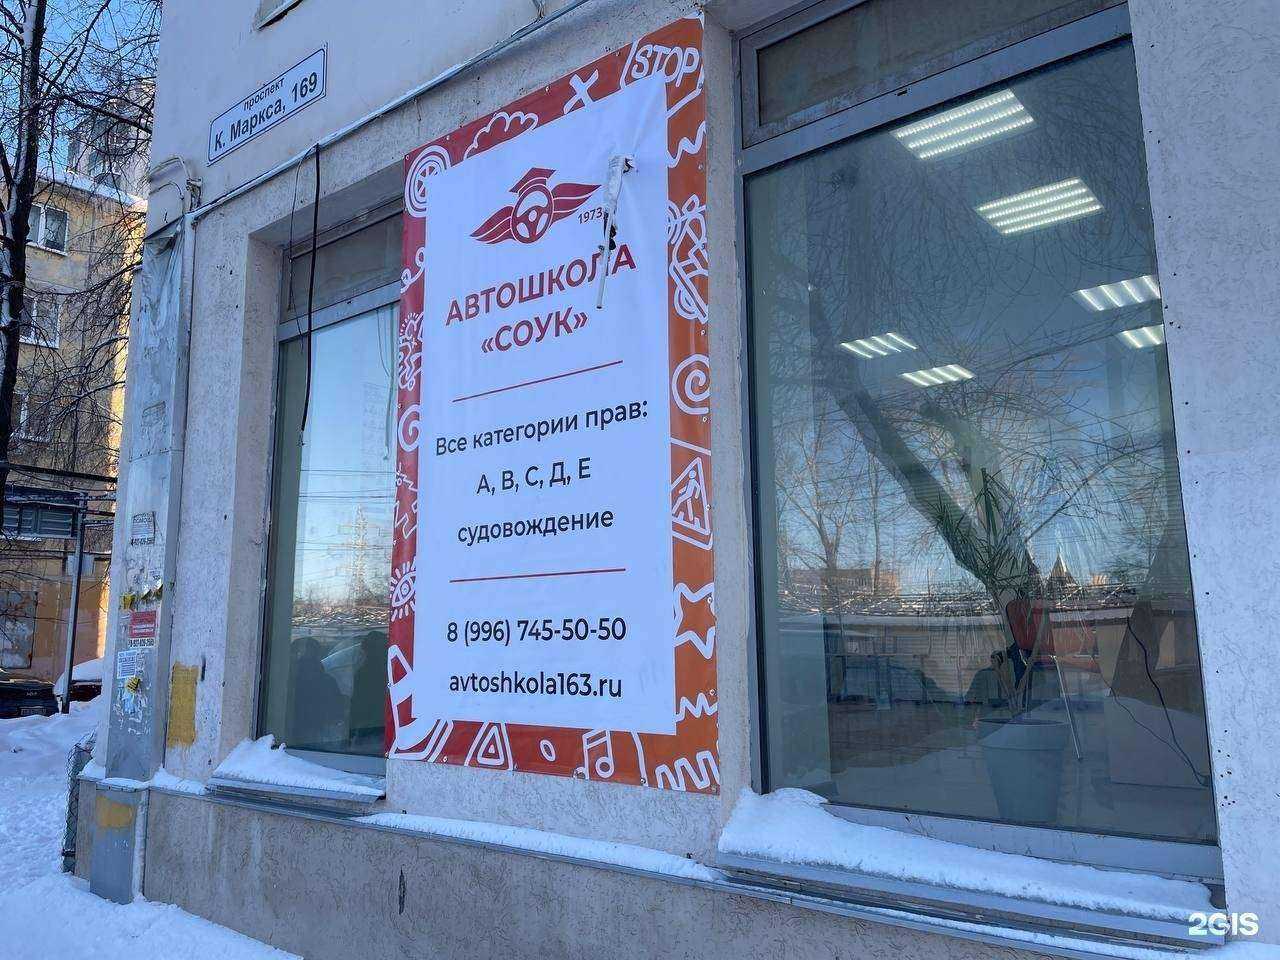 проспект
К. Маркса, 169
STOP
1973
АВТОШКОЛА
«СОУК»
Все категории прав:
А, В, С, Д, Е
судовождение
8 (996) 745-50-50
avtoshkola163.ru
2GIS